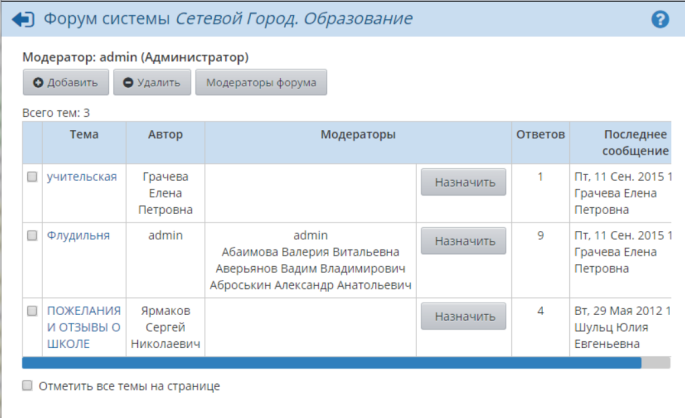 Форум системы Сетевой Город. Образование
Модератор: admin (Администратор)
Добавить Удалить Модераторы форума
Всего тем: 3
Тема Автор Модераторы Ответов Последнее сообщение
учительская
Грачева
Елена
Петровна
Назначить
1
Пт, 11 Сен. 2015 1
Грачева Елена
Петровна
Флудильня
admin
admin
Абаимова Валерия Витальевна
Аверьянов Вадим Владимирович
Аброськин Александр Анатольевич
Назначить
9
Пт, 11 Сен. 2015 1
Грачева Елена
Петровна
ПОЖЕЛАНИЯ
И ОТЗЫВЫ О
ШКОЛЕ
Ярмаков
Сергей
Николаевич
Назначить
4
Вт, 29 Мая 2012 1
Шульц Юлия
Евгеньевна
Отметить все темы на странице